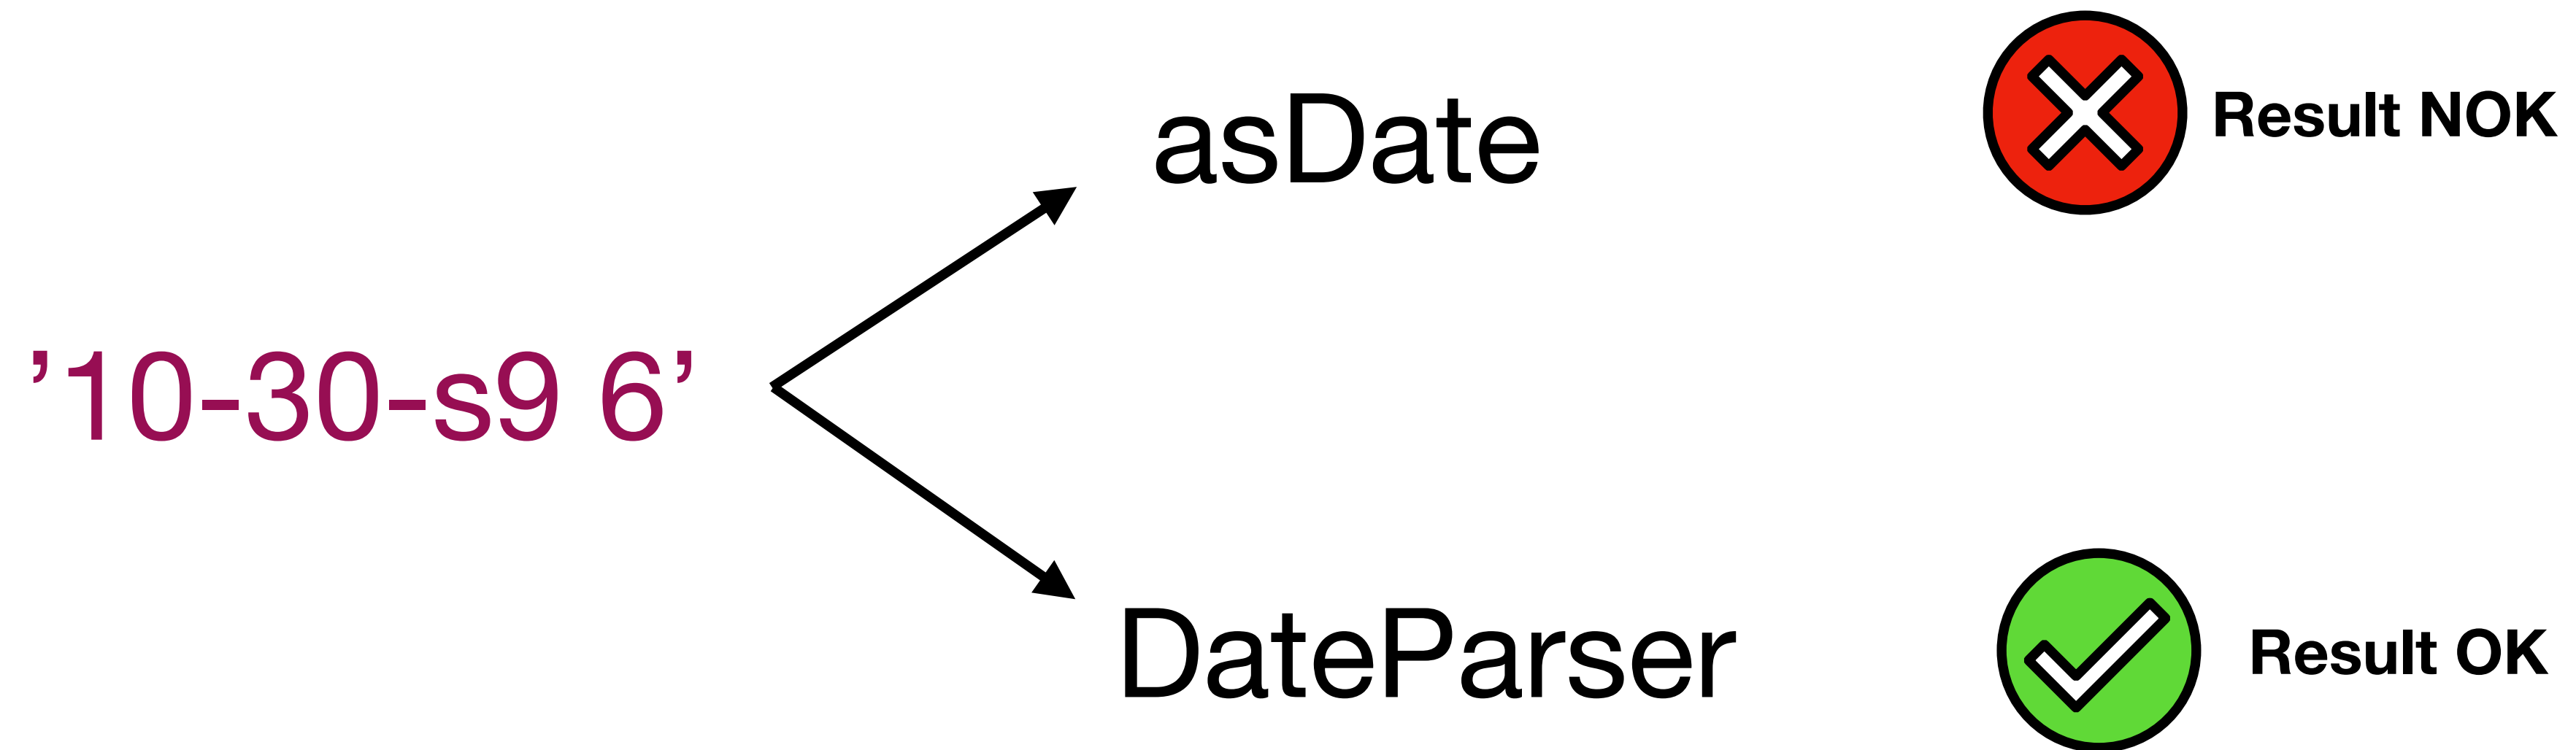 asDate
Result NOK
’10-30-s9 6’
DateParser
Result OK